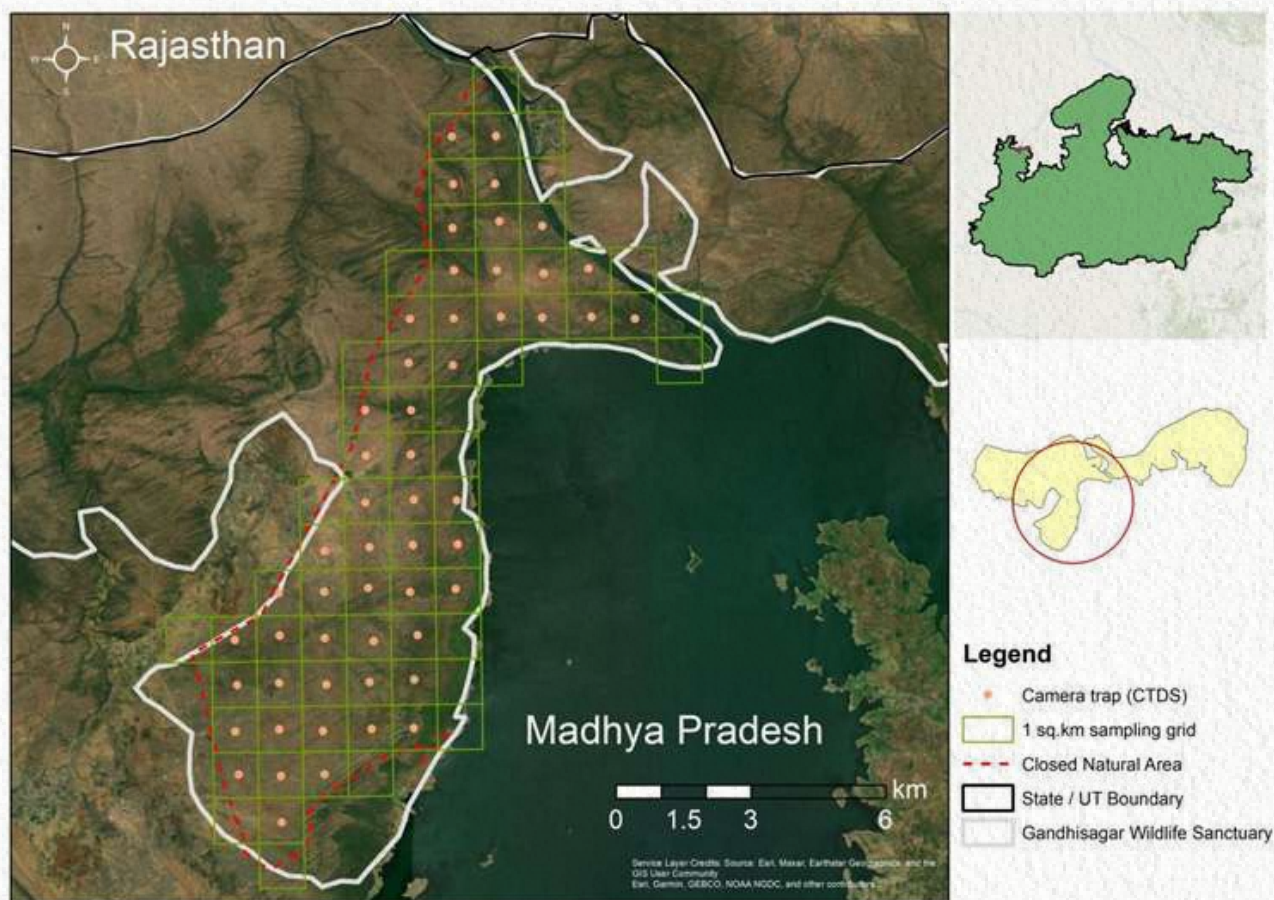 N
W E
S
Rajasthan
Madhya Pradesh
km
0 1.5 3 6
Service Layer Credits: Source: Esri, Maxar, Earthstar Geographics, and the
GIS User Community
Esri, Garmin, GEBCO, NOAA NGDC, and other contributors
Legend
Camera trap (CTDS)
1 sq.km sampling grid
Closed Natural Area
State / UT Boundary
Gandhisagar Wildlife Sanctuary